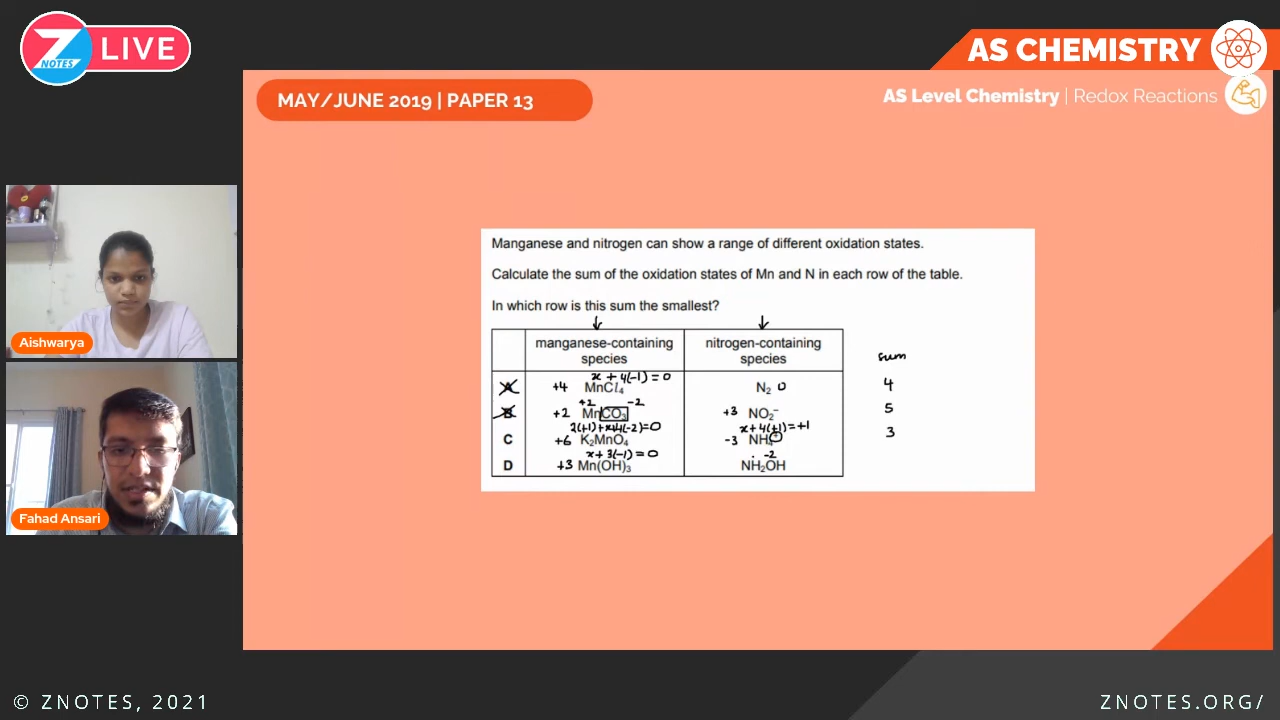 Z NOTES LIVE
AS CHEMISTRY
MAY/JUNE 2019 | PAPER 13
AS Level Chemistry | Redox Reactions
Manganese and nitrogen can show a range of different oxidation states.
Calculate the sum of the oxidation states of Mn and N in each row of the table.
In which row is this sum the smallest?
↓ ↓
manganese-containing species nitrogen-containing species
sum
x + 4(-1) = 0
A +4 MnCl₄ N₂ 0 4
+2 -2
B +2 MnCO₃ +3 NO₂⁻ 5
2(+1)+x+4(-2)=0 x+4(+1)=+1
C +6 K₂MnO₄ -3 NH₄⁺ 3
x + 3(-1) = 0 -2
D +3 Mn(OH)₃ NH₂OH
Aishwarya
Fahad Ansari
© ZNOTES, 2021
ZNOTES.ORG/